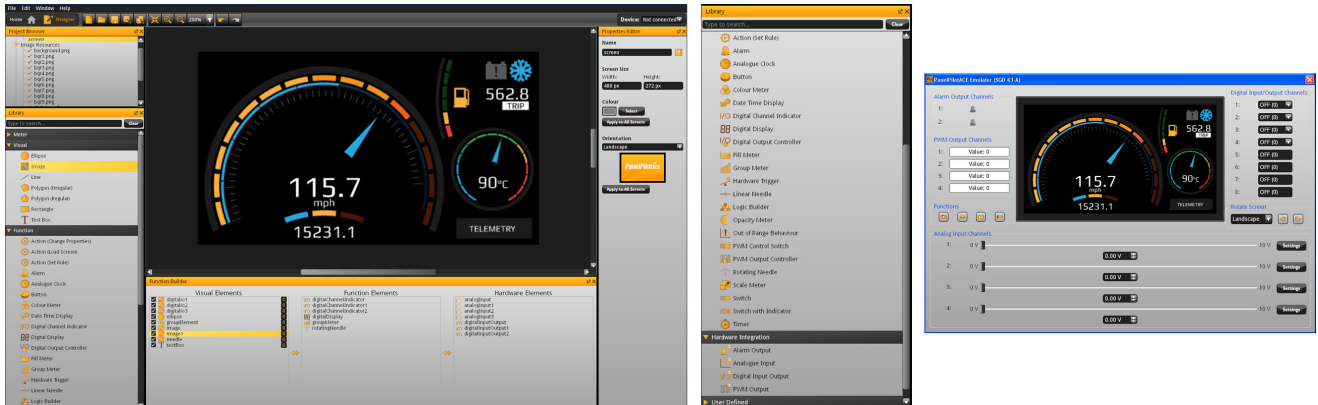 File Edit Window Help
Home Designer 200% Device: Not connected
Project Browser
screen
Image Resources
background.png
bqr1.png
bqr2.png
bqr3.png
bqr4.png
bqr5.png
bqr6.png
bqr7.png
bqr8.png
bqr9.png
Library
Type to search... Clear
Meter
Visual
Ellipse
Image
Line
Polygon (Irregular)
Polygon (Regular)
Rectangle
Text Box
Function
Action (Change Properties)
Action (Load Screen)
Action (Set Rule)
Alarm
Analogue Clock
Button
Colour Meter
Date Time Display
Digital Channel Indicator
Digital Display
Digital Output Controller
Fill Meter
Group Meter
Hardware Trigger
Linear Needle
Logic Builder
562.8
TRIP
115.7
mph
15231.1
90°C
TELEMETRY
Properties Editor
Name
screen
Screen Size
Width: Height:
480 px 272 px
Colour
Select
Apply to All Screens
Orientation
Landscape
PanelPilotACE
Apply to All Screens
Function Builder
Visual Elements
digitalio1
digitalio2
digitalio3
ellipse
groupElement
image
image1
needle
textBox
Function Elements
digitalChannelIndicator
digitalChannelIndicator1
digitalChannelIndicator2
digitalDisplay
groupMeter
rotatingNeedle
Hardware Elements
analogInput
analogInput1
analogInput2
analogInput3
digitalInputOutput
digitalInputOutput1
digitalInputOutput2
Library
Type to search... Clear
Action (Set Rule)
Alarm
Analogue Clock
Button
Colour Meter
Date Time Display
Digital Channel Indicator
Digital Display
Digital Output Controller
Fill Meter
Group Meter
Hardware Trigger
Linear Needle
Logic Builder
Opacity Meter
Out of Range Behaviour
PWM Control Switch
PWM Output Controller
Rotating Needle
Scale Meter
Switch
Switch with Indicator
Timer
Hardware Integration
Alarm Output
Analogue Input
Digital Input Output
PWM Output
User Defined
PanelPilotACE Emulator (SGD 43-A)
Alarm Output Channels
1:
2:
PWM Output Channels
1: Value: 0
2: Value: 0
3: Value: 0
4: Value: 0
Functions
562.8
TRIP
115.7
mph
15231.1
90°C
TELEMETRY
Digital Input/Output Channels
1: OFF (0)
2: OFF (0)
3: OFF (0)
4: OFF (0)
5: OFF (0)
6: OFF (0)
7: OFF (0)
8: OFF (0)
Rotate Screen
Landscape
Analog Input Channels
1: 0 V 10 V Settings
0.00 V
2: 0 V 10 V Settings
0.00 V
3: 0 V 10 V Settings
0.00 V
4: 0 V 10 V Settings
0.00 V